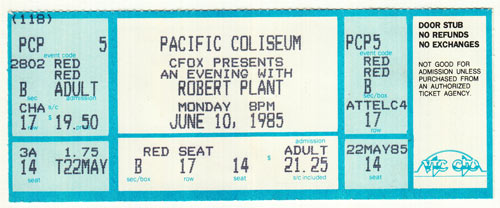 (118)
PCP 5
event code
2802 RED
RED
B ADULT
sec adm
CHA a/c
17 19.50
row price
3A 1.75
14 T22MAY
seat
PACIFIC COLISEUM
CFOX PRESENTS
AN EVENING WITH
ROBERT PLANT
MONDAY 8PM
JUNE 10, 1985
RED SEAT ADULT
admission
B 17 14 21.25
sec/box row seat s/c included
PCP5
event code
RED
RED
B
sec/box
ATTELC4
17
row
22MAY85
14
seat
DOOR STUB
NO REFUNDS
NO EXCHANGES
NOT GOOD FOR
ADMISSION UNLESS
PURCHASED FROM
AN AUTHORIZED
TICKET AGENCY.
VTC CBO